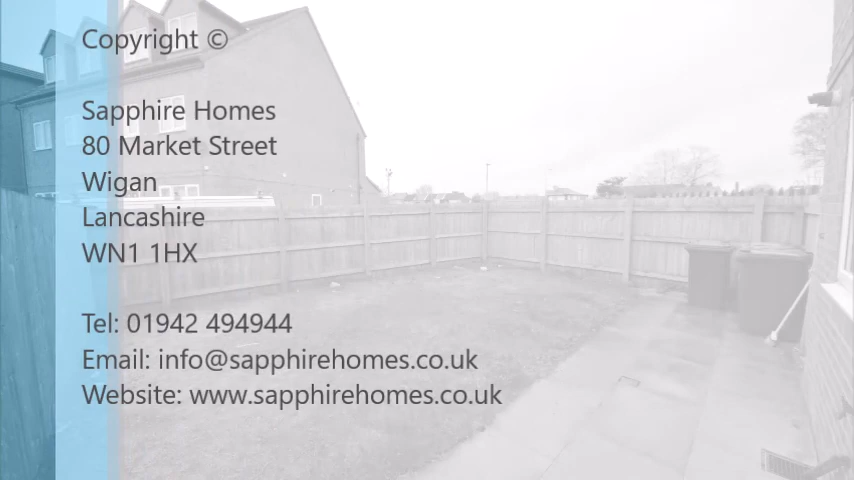 Copyright ©
Sapphire Homes
80 Market Street
Wigan
Lancashire
WN1 1HX
Tel: 01942 494944
Email: info@sapphirehomes.co.uk
Website: www.sapphirehomes.co.uk